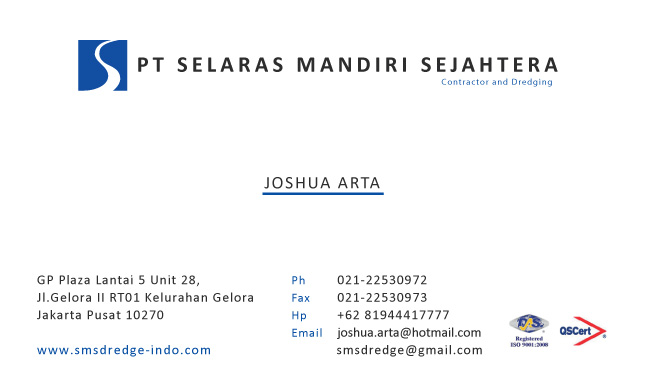 PT SELARAS MANDIRI SEJAHTERA
Contractor and Dredging
JOSHUA ARTA
GP Plaza Lantai 5 Unit 28,
Jl.Gelora II RT01 Kelurahan Gelora
Jakarta Pusat 10270
www.smsdredge-indo.com
Ph 021-22530972
Fax 021-22530973
Hp +62 81944417777
Email joshua.arta@hotmail.com
smsdredge@gmail.com
Registered
ISO 9001:2008
QSCert